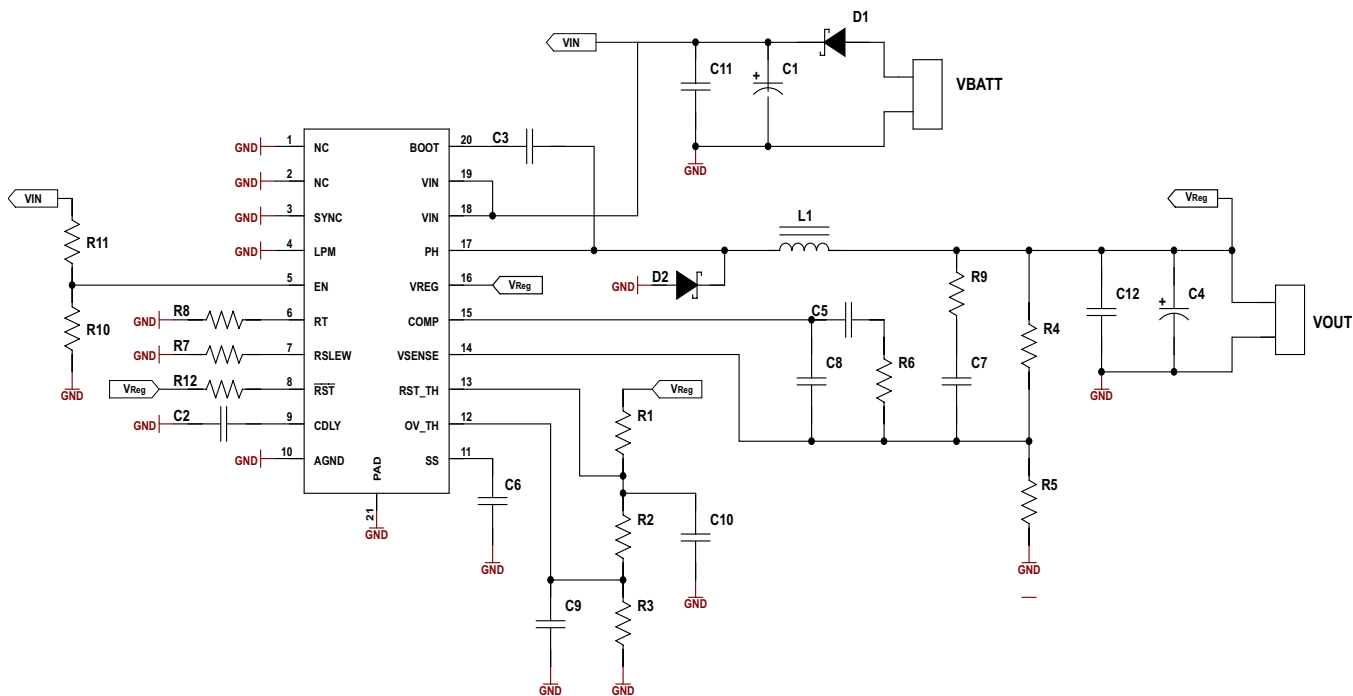 D1
VIN
C11
C1
+
VBATT
GND
C3
GND 1 NC BOOT 20
GND 2 NC VIN 19
GND 3 SYNC VIN 18
GND 4 LPM PH 17
5 EN VREG 16 VReg
GND R8 6 RT COMP 15
GND R7 7 RSLEW VSENSE 14
VReg R12 8 RST RST_TH 13
GND C2 9 CDLY OV_TH 12
GND 10 AGND SS 11
PAD
21
GND
VIN
R11
R10
GND
L1
VReg
GND D2
R9
C5
C8
R6
C7
R4
C12
+
C4
VOUT
GND
VReg
R1
C6
GND
R2
C10
GND
R5
GND
C9
R3
GND
GND